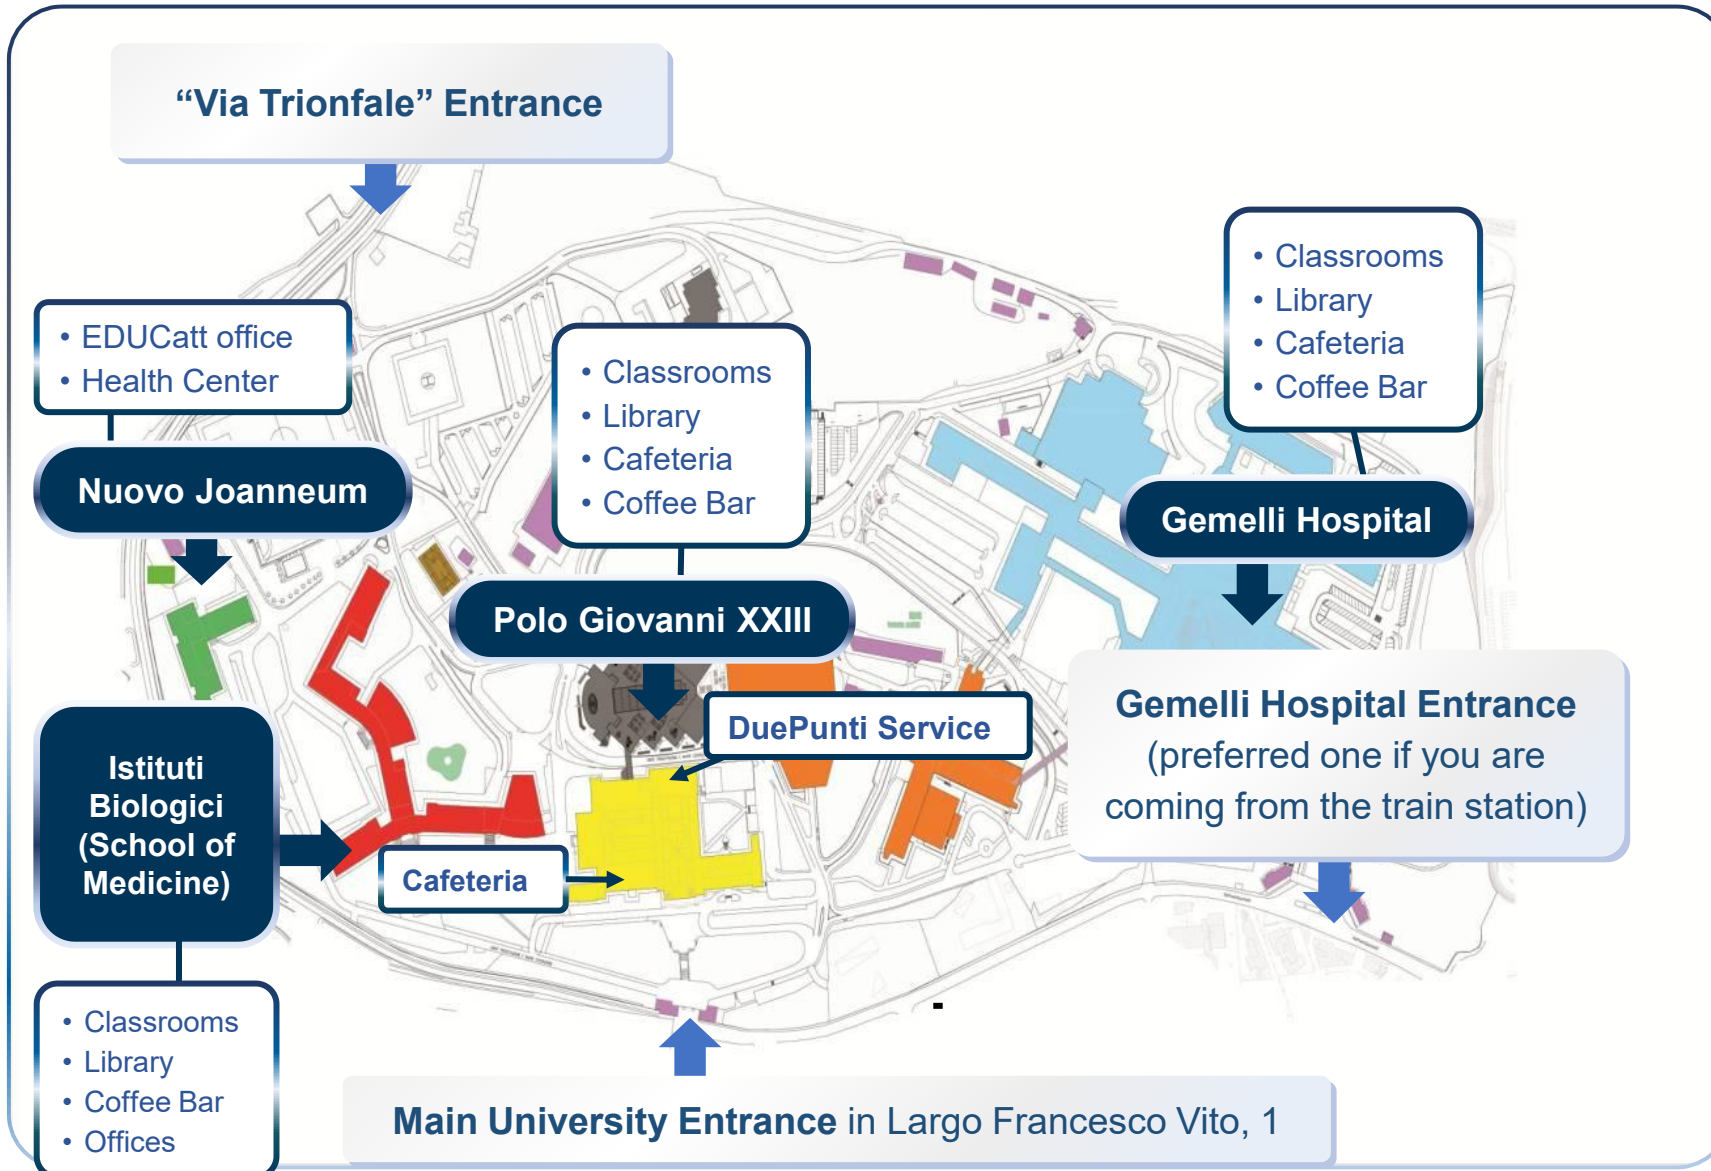 “Via Trionfale” Entrance
• Classrooms
• Library
• Cafeteria
• Coffee Bar
• EDUCatt office
• Health Center
• Classrooms
• Library
• Cafeteria
• Coffee Bar
Nuovo Joanneum
Gemelli Hospital
Polo Giovanni XXIII
DuePunti Service
Gemelli Hospital Entrance
(preferred one if you are
coming from the train station)
Istituti
Biologici
(School of
Medicine)
Cafeteria
• Classrooms
• Library
• Coffee Bar
• Offices
Main University Entrance in Largo Francesco Vito, 1